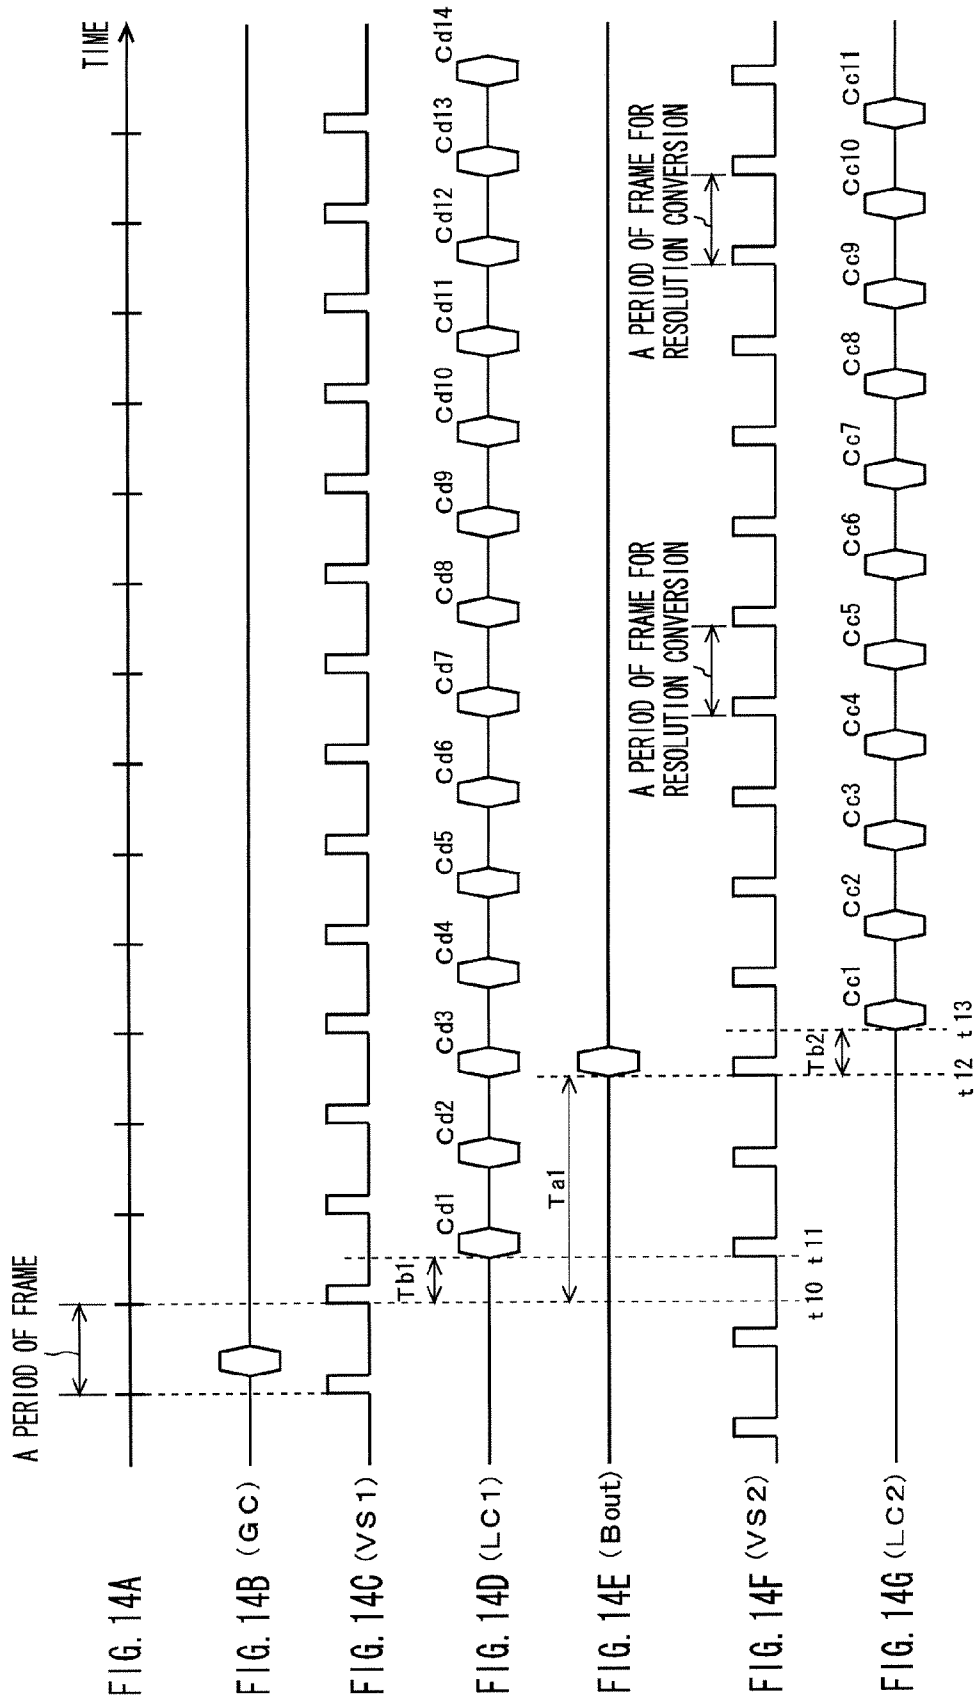 FIG. 14A
A PERIOD OF FRAME
TIME
FIG. 14B (GC)
FIG. 14C (VS1)
FIG. 14D (LC1)
Tb1
Cd1
Cd2
Cd3
Cd4
Cd5
Cd6
Cd7
Cd8
Cd9
Cd10
Cd11
Cd12
Cd13
Cd14
FIG. 14E (Bout)
Ta1
A PERIOD OF FRAME FOR
RESOLUTION CONVERSION
A PERIOD OF FRAME FOR
RESOLUTION CONVERSION
FIG. 14F (VS2)
t10
t11
Tb2
FIG. 14G (LC2)
Cc1
Cc2
Cc3
Cc4
Cc5
Cc6
Cc7
Cc8
Cc9
Cc10
Cc11
t12
t13